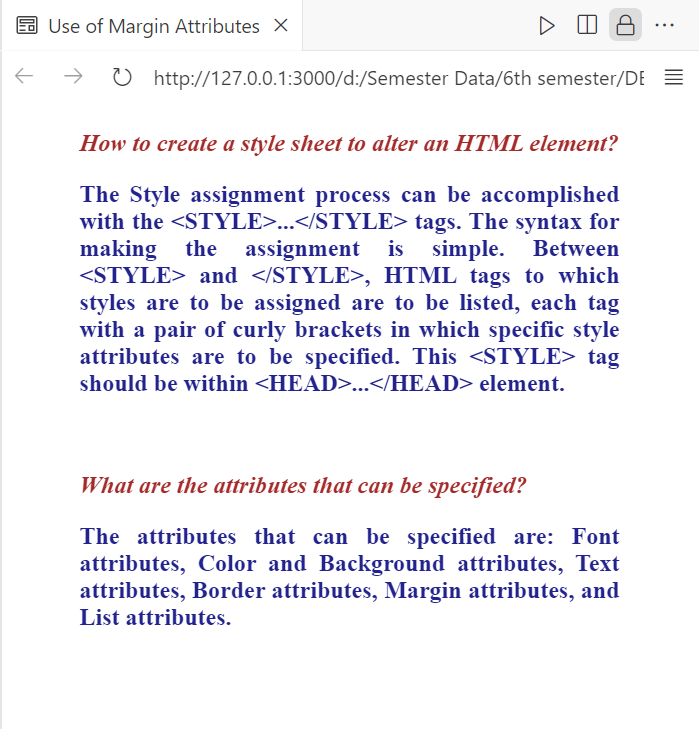 Use of Margin Attributes
http://127.0.0.1:3000/d:/Semester Data/6th semester/DE
How to create a style sheet to alter an HTML element?
The Style assignment process can be accomplished
with the <STYLE>...</STYLE> tags. The syntax for
making the assignment is simple. Between
<STYLE> and </STYLE>, HTML tags to which
styles are to be assigned are to be listed, each tag
with a pair of curly brackets in which specific style
attributes are to be specified. This <STYLE> tag
should be within <HEAD>...</HEAD> element.
What are the attributes that can be specified?
The attributes that can be specified are: Font
attributes, Color and Background attributes, Text
attributes, Border attributes, Margin attributes, and
List attributes.